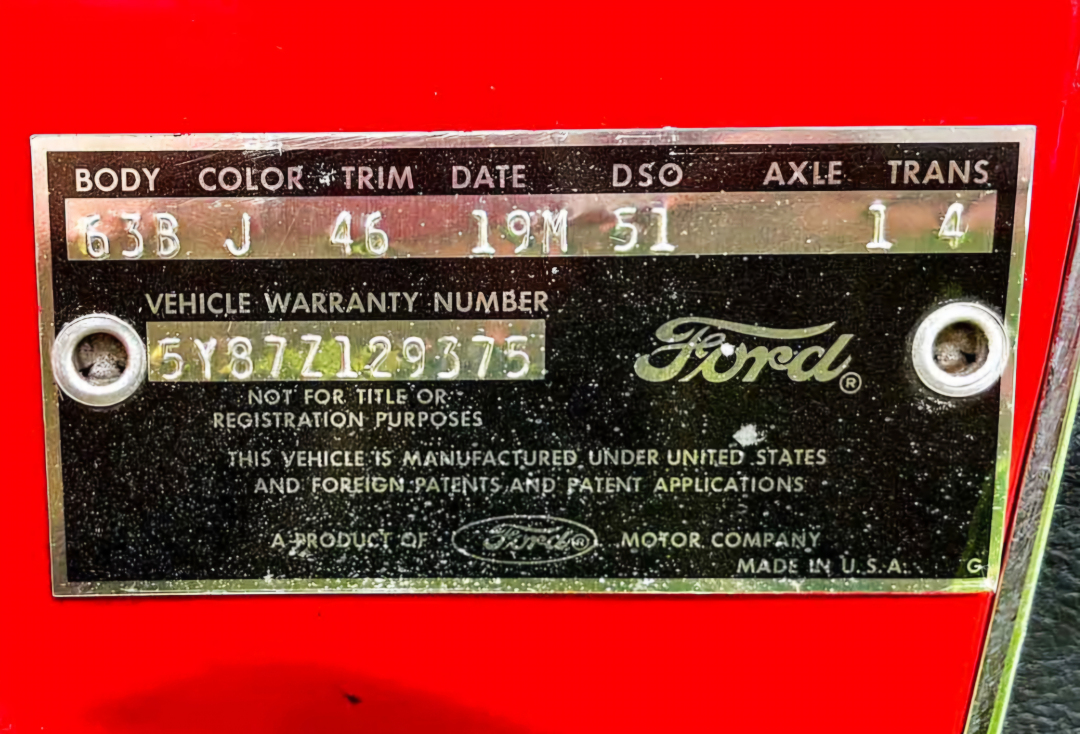 BODY COLOR TRIM DATE DSO AXLE TRANS
63B J 46 19M 51 1 4
VEHICLE WARRANTY NUMBER
5Y87Z129375
Ford ®
NOT FOR TITLE OR
REGISTRATION PURPOSES
THIS VEHICLE IS MANUFACTURED UNDER UNITED STATES
AND FOREIGN PATENTS AND PATENT APPLICATIONS
A PRODUCT OF Ford ® MOTOR COMPANY
MADE IN U.S.A. G